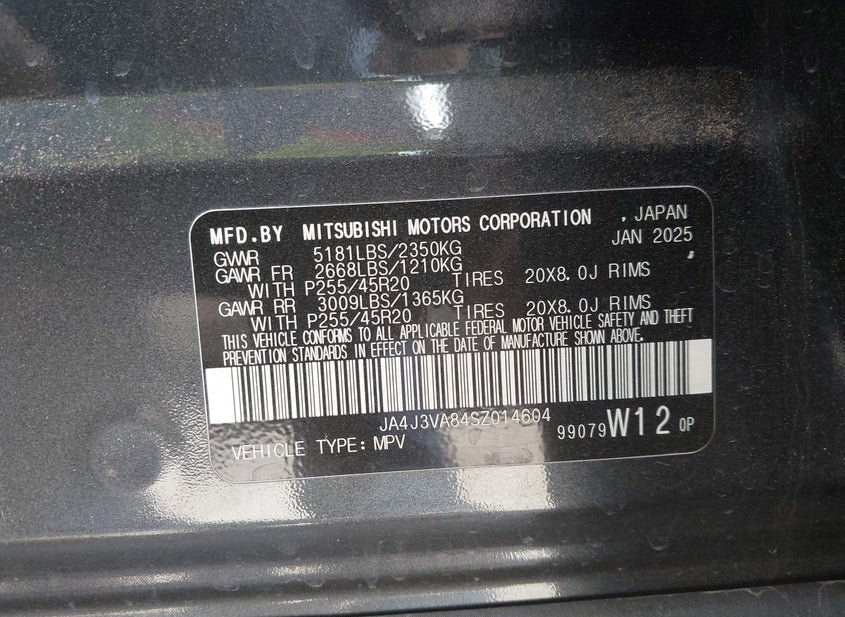 MFD.BY MITSUBISHI MOTORS CORPORATION , JAPAN
GVWR 5181LBS/2350KG JAN 2025
GAWR FR 2668LBS/1210KG
WITH P255/45R20 TIRES 20X8.0J RIMS
GAWR RR 3009LBS/1365KG
WITH P255/45R20 TIRES 20X8.0J RIMS
THIS VEHICLE CONFORMS TO ALL APPLICABLE FEDERAL MOTOR VEHICLE SAFETY AND THEFT
PREVENTION STANDARDS IN EFFECT ON THE DATE OF MANUFACTURE SHOWN ABOVE.
JA4J3VA84SZ014604
VEHICLE TYPE: MPV 99079 W12 0P